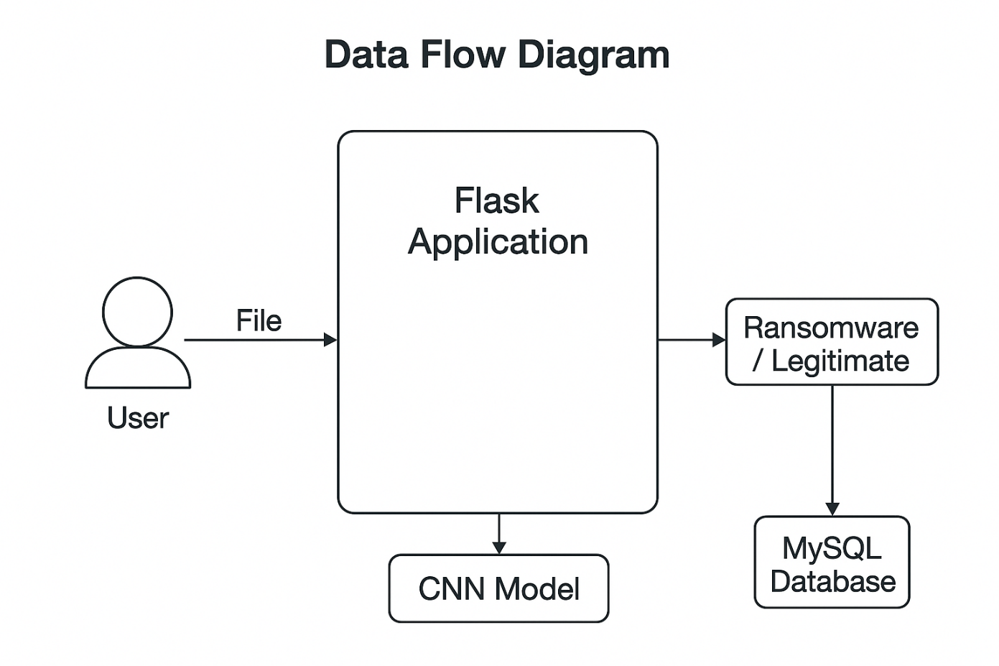 Data Flow Diagram
Flask
Application
File
User
Ransomware
/ Legitimate
CNN Model
MySQL
Database